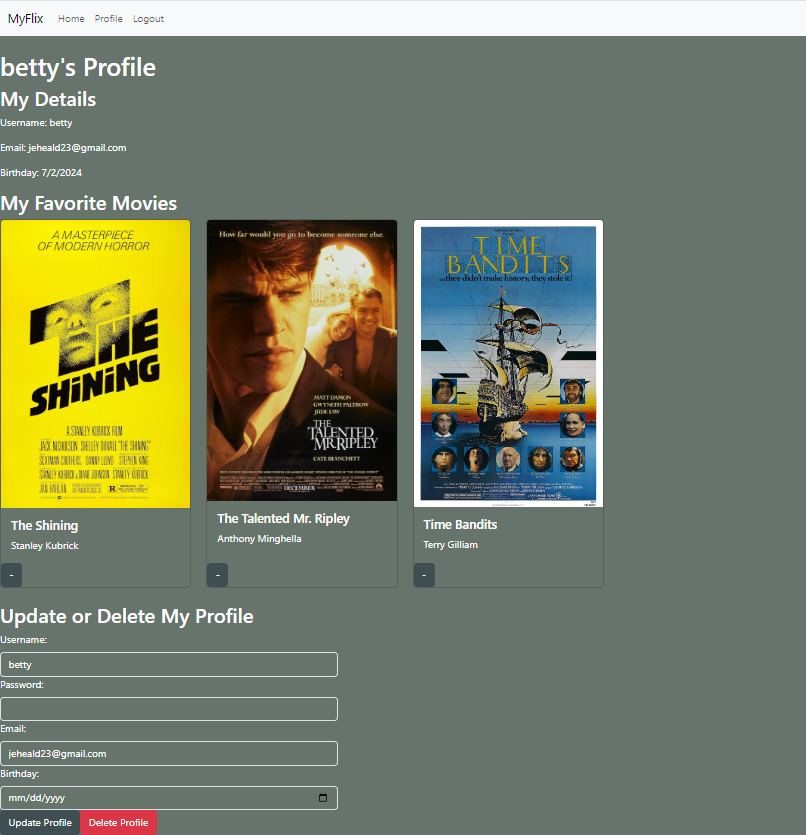 MyFlix Home Profile Logout
betty's Profile
My Details
Username: betty
Email: jeheald23@gmail.com
Birthday: 7/2/2024
My Favorite Movies
A MASTERPIECE
OF MODERN HORROR
THE
SHiNiNG
A STANLEY KUBRICK FILM
JACK NICHOLSON SHELLEY DUVALL "THE SHINING"
SCATMAN CROTHERS DANNY LLOYD STEPHEN KING
STANLEY KUBRICK & DIANE JOHNSON STANLEY KUBRICK
JAN HARLAN
R
The Shining
Stanley Kubrick
-
How far would you go to become someone else.
MATT DAMON
GWYNETH PALTROW
JUDE LAW
THE
TALENTED
MR. RIPLEY
CATE BLANCHETT
DECEMBER
The Talented Mr. Ripley
Anthony Minghella
-
TIME
BANDITS
...they didn't make history, they stole it!
Time Bandits
Terry Gilliam
-
Update or Delete My Profile
Username:
betty
Password:
Email:
jeheald23@gmail.com
Birthday:
mm/dd/yyyy
Update Profile Delete Profile